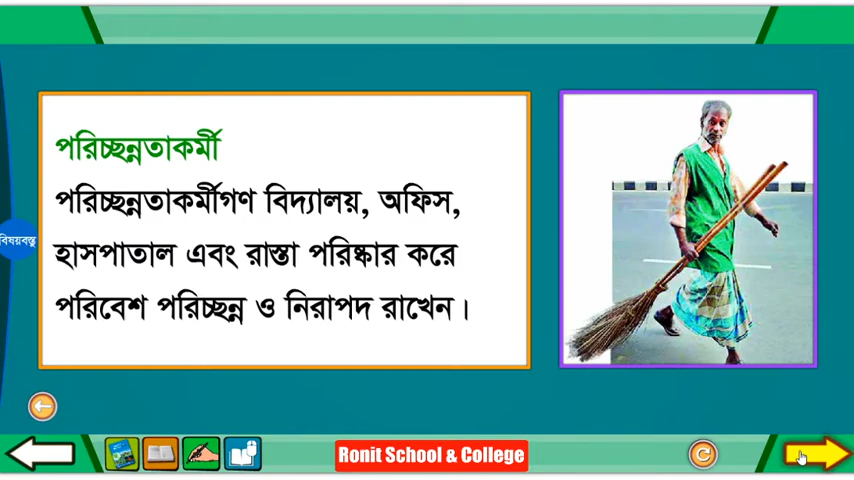 পরিচ্ছন্নতাকর্মী
পরিচ্ছন্নতাকর্মীগণ বিদ্যালয়, অফিস,
হাসপাতাল এবং রাস্তা পরিষ্কার করে
পরিবেশ পরিচ্ছন্ন ও নিরাপদ রাখেন।
বিষয়বস্তু
Ronit School & College